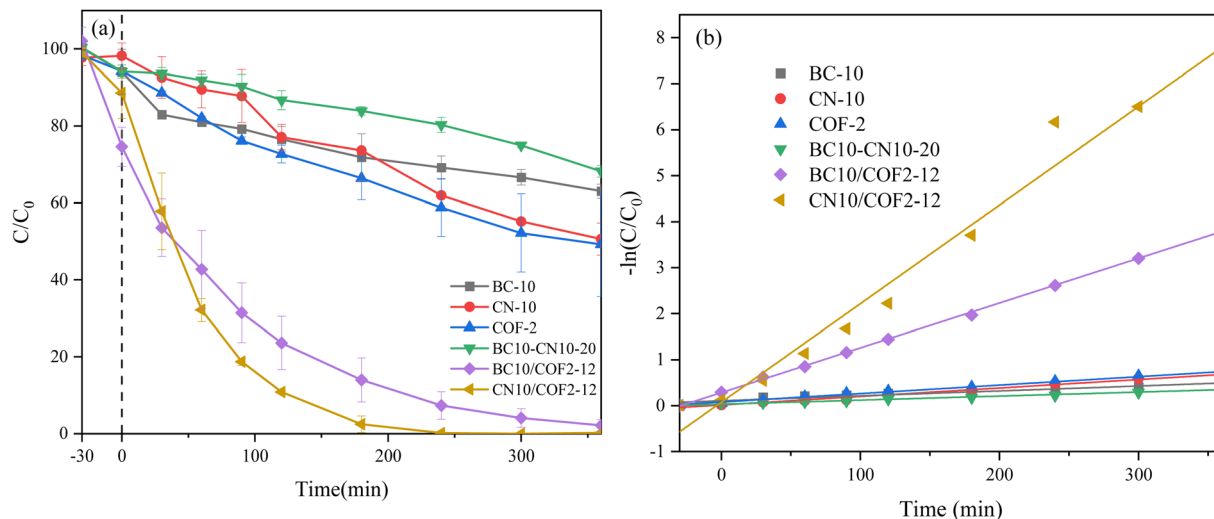 (a)
100
80
60
40
20
0
C/C0
-30 0 100 200 300
Time(min)
BC-10
CN-10
COF-2
BC10-CN10-20
BC10/COF2-12
CN10/COF2-12
(b)
8
7
6
5
4
3
2
1
0
-1
-ln(C/C0)
0 100 200 300
Time (min)
BC-10
CN-10
COF-2
BC10-CN10-20
BC10/COF2-12
CN10/COF2-12